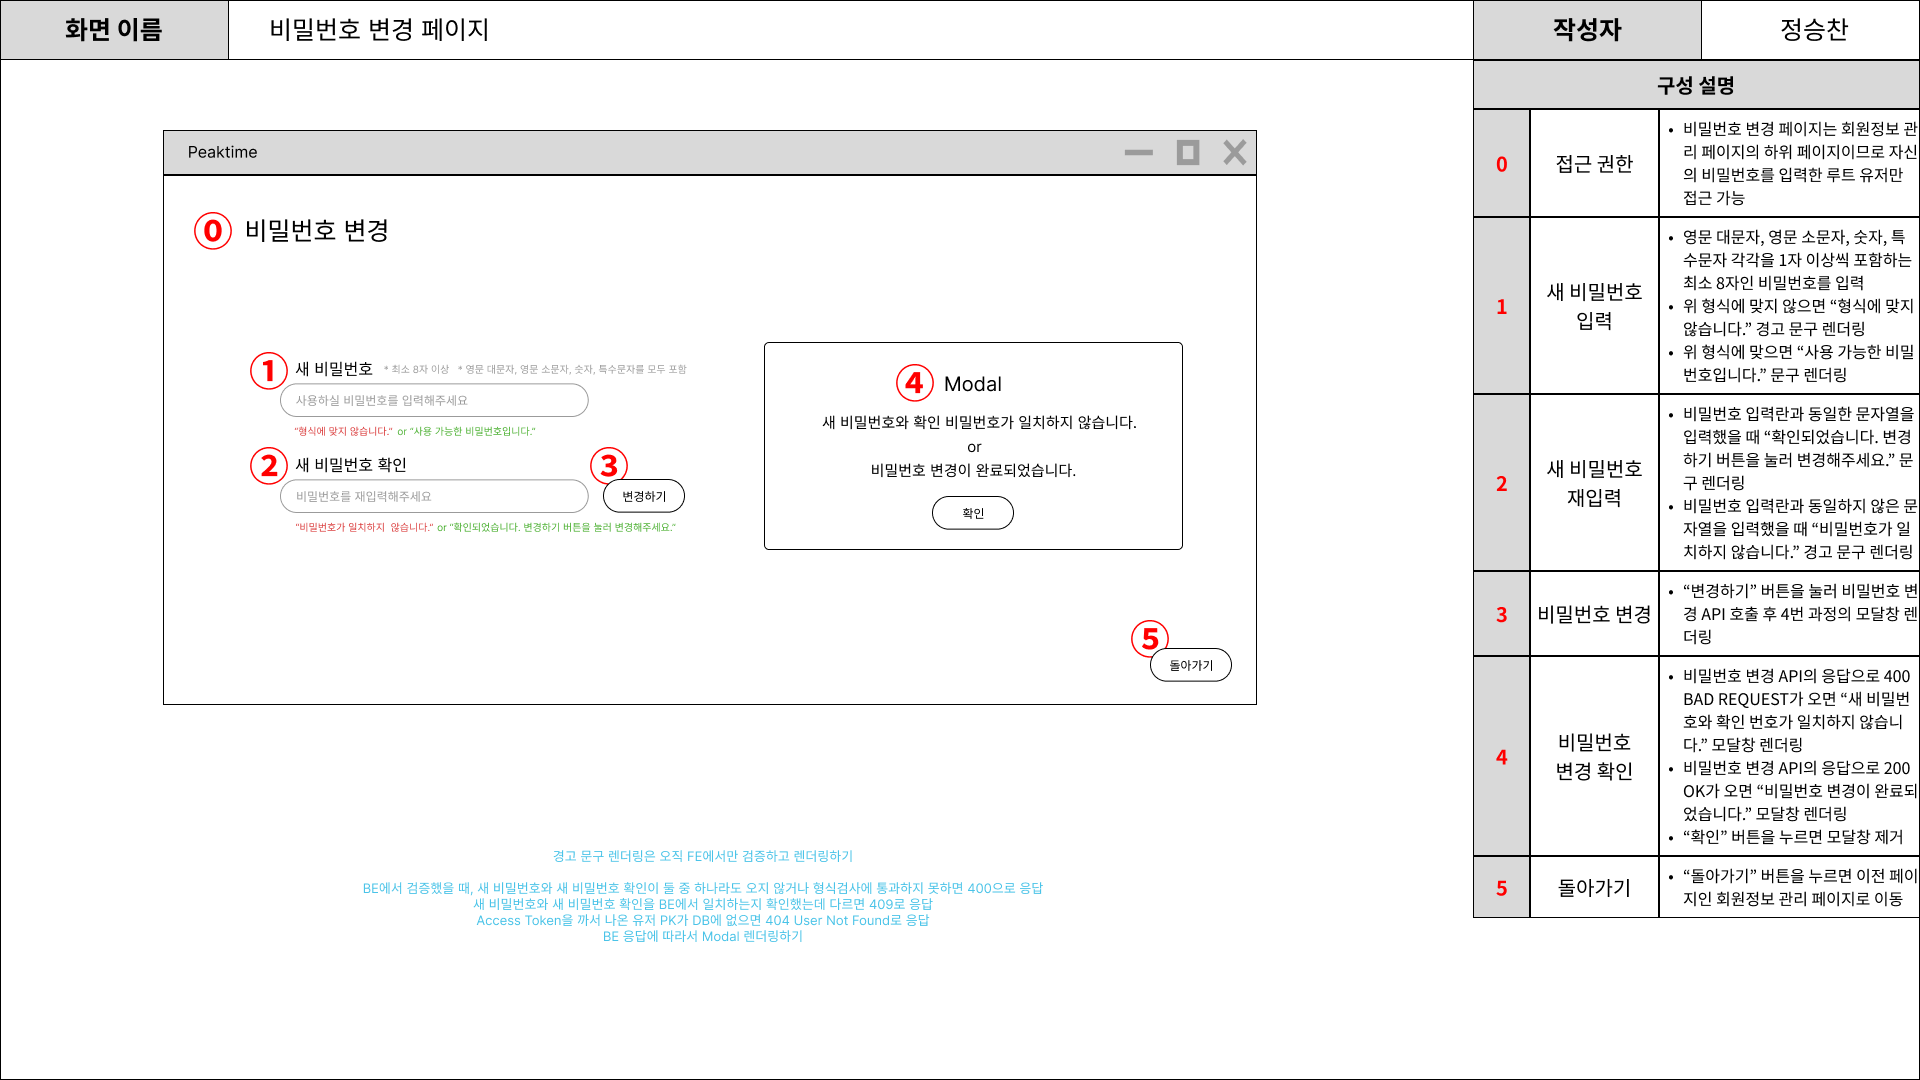 화면 이름
비밀번호 변경 페이지
작성자
정승찬
Peaktime
0 비밀번호 변경
1 새 비밀번호 * 최소 8자 이상 * 영문 대문자, 영문 소문자, 숫자, 특수문자를 모두 포함
사용하실 비밀번호를 입력해주세요
“형식에 맞지 않습니다.” or “사용 가능한 비밀번호입니다.”
2 새 비밀번호 확인
3
비밀번호를 재입력해주세요
변경하기
“비밀번호가 일치하지 않습니다.” or “확인되었습니다. 변경하기 버튼을 눌러 변경해주세요.”
4 Modal
새 비밀번호와 확인 비밀번호가 일치하지 않습니다.
or
비밀번호 변경이 완료되었습니다.
확인
5
돌아가기
경고 문구 렌더링은 오직 FE에서만 검증하고 렌더링하기
BE에서 검증했을 때, 새 비밀번호와 새 비밀번호 확인이 둘 중 하나라도 오지 않거나 형식검사에 통과하지 못하면 400으로 응답
새 비밀번호와 새 비밀번호 확인을 BE에서 일치하는지 확인했는데 다르면 409로 응답
Access Token을 까서 나온 유저 PK가 DB에 없으면 404 User Not Found로 응답
BE 응답에 따라서 Modal 렌더링하기
구성 설명
0
접근 권한
• 비밀번호 변경 페이지는 회원정보 관
리 페이지의 하위 페이지이므로 자신
의 비밀번호를 입력한 루트 유저만
접근 가능
1
새 비밀번호
입력
• 영문 대문자, 영문 소문자, 숫자, 특
수문자 각각을 1자 이상씩 포함하는
최소 8자인 비밀번호를 입력
• 위 형식에 맞지 않으면 “형식에 맞지
않습니다.” 경고 문구 렌더링
• 위 형식에 맞으면 “사용 가능한 비밀
번호입니다.” 문구 렌더링
2
새 비밀번호
재입력
• 비밀번호 입력란과 동일한 문자열을
입력했을 때 “확인되었습니다. 변경
하기 버튼을 눌러 변경해주세요.” 문
구 렌더링
• 비밀번호 입력란과 동일하지 않은 문
자열을 입력했을 때 “비밀번호가 일
치하지 않습니다.” 경고 문구 렌더링
3
비밀번호 변경
• “변경하기” 버튼을 눌러 비밀번호 변
경 API 호출 후 4번 과정의 모달창 렌
더링
4
비밀번호
변경 확인
• 비밀번호 변경 API의 응답으로 400
BAD REQUEST가 오면 “새 비밀번
호와 확인 번호가 일치하지 않습니
다.” 모달창 렌더링
• 비밀번호 변경 API의 응답으로 200
OK가 오면 “비밀번호 변경이 완료되
었습니다.” 모달창 렌더링
• “확인” 버튼을 누르면 모달창 제거
5
돌아가기
• “돌아가기” 버튼을 누르면 이전 페이
지인 회원정보 관리 페이지로 이동